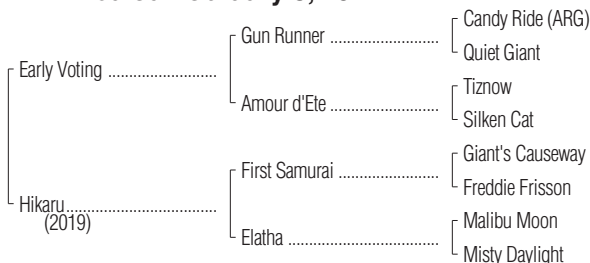 Candy Ride (ARG)
Gun Runner
Quiet Giant
Early Voting
Tiznow
Amour d'Ete
Silken Cat
Giant's Causeway
First Samurai
Freddie Frisson
Hikaru
(2019)
Malibu Moon
Elatha
Misty Daylight